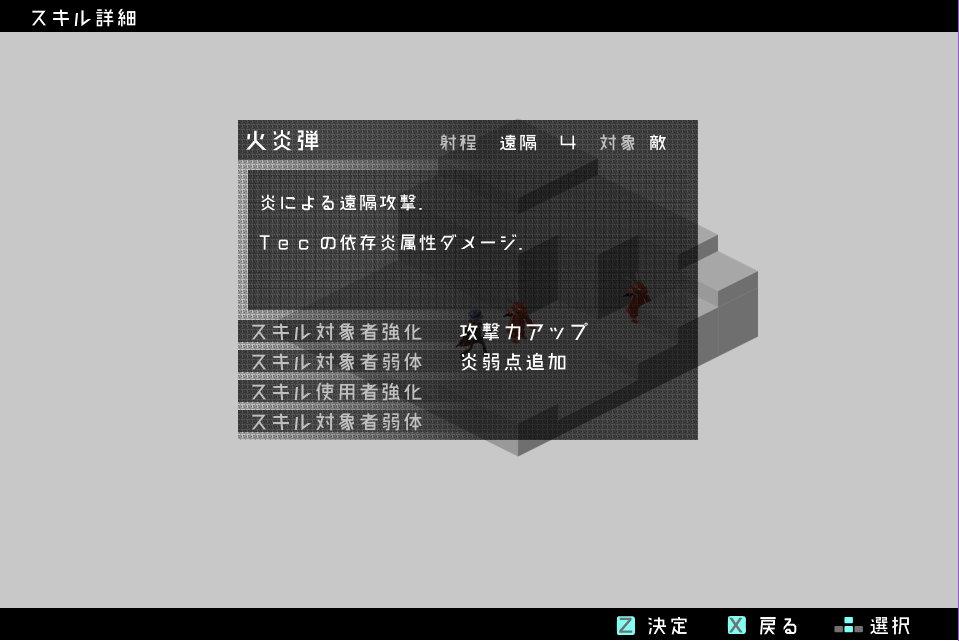 スキル詳細
火炎弾 射程 遠隔 4 対象 敵
炎による遠隔攻撃.
Tecの依存炎属性ダメージ.
スキル対象者強化 攻撃力アップ
スキル対象者弱体 炎弱点追加
スキル使用者強化
スキル対象者弱体
Z 決定 X 戻る 選択